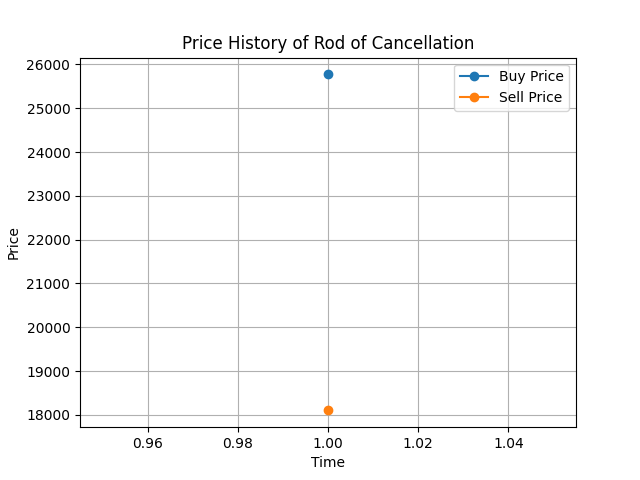 Price History of Rod of Cancellation
Buy Price
Sell Price
Price
26000
25000
24000
23000
22000
21000
20000
19000
18000
0.96 0.98 1.00 1.02 1.04
Time